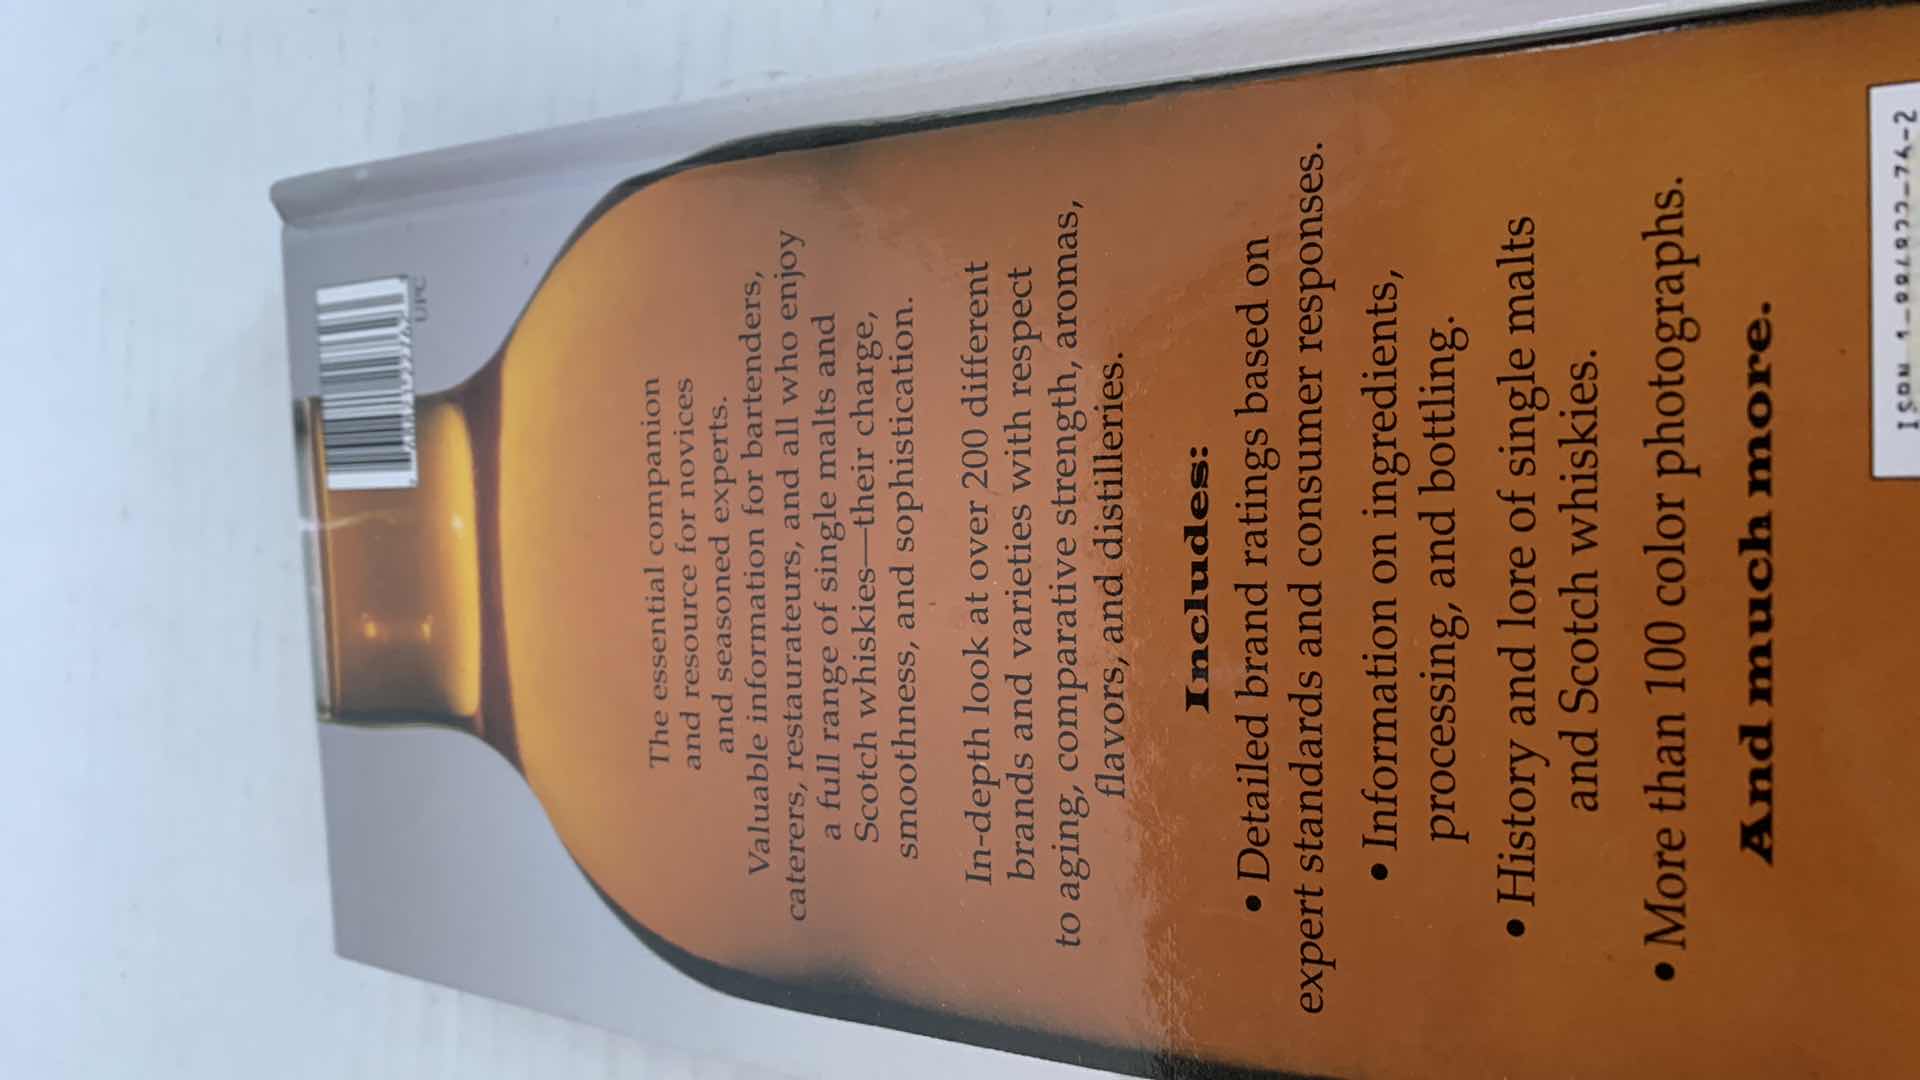 UPC
The essential companion
and resource for novices
and seasoned experts.
Valuable information for bartenders,
caterers, restaurateurs, and all who enjoy
a full range of single malts and
Scotch whiskies—their charge,
smoothness, and sophistication.
In-depth look at over 200 different
brands and varieties with respect
to aging, comparative strength, aromas,
flavors, and distilleries.
Includes:
• Detailed brand ratings based on
expert standards and consumer responses.
• Information on ingredients,
processing, and bottling.
• History and lore of single malts
and Scotch whiskies.
• More than 100 color photographs.
And much more.
ISBN